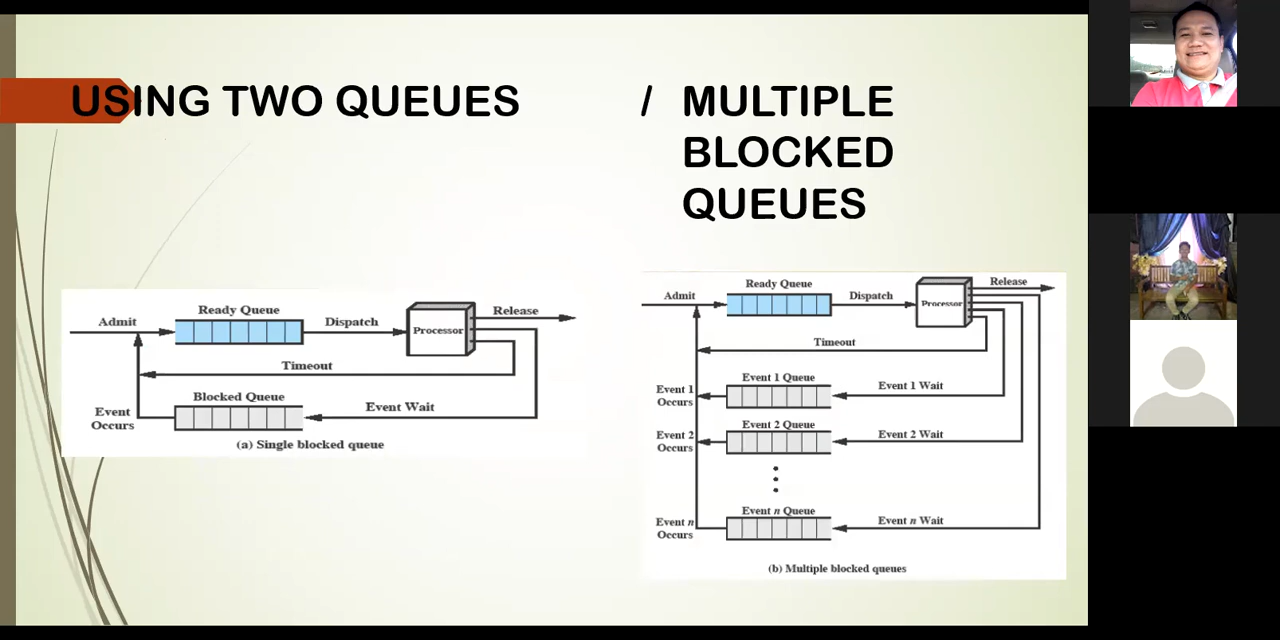 USING TWO QUEUES
/ MULTIPLE
BLOCKED
QUEUES
Ready Queue
Release
Admit
Dispatch
Processor
Timeout
Blocked Queue
Event Wait
Event
Occurs
(a) Single blocked queue
Ready Queue
Release
Admit
Dispatch
Processor
Timeout
Event 1 Queue
Event 1
Occurs
Event 1 Wait
Event 2 Queue
Event 2
Occurs
Event 2 Wait
Event n Queue
Event n
Occurs
Event n Wait
(b) Multiple blocked queues